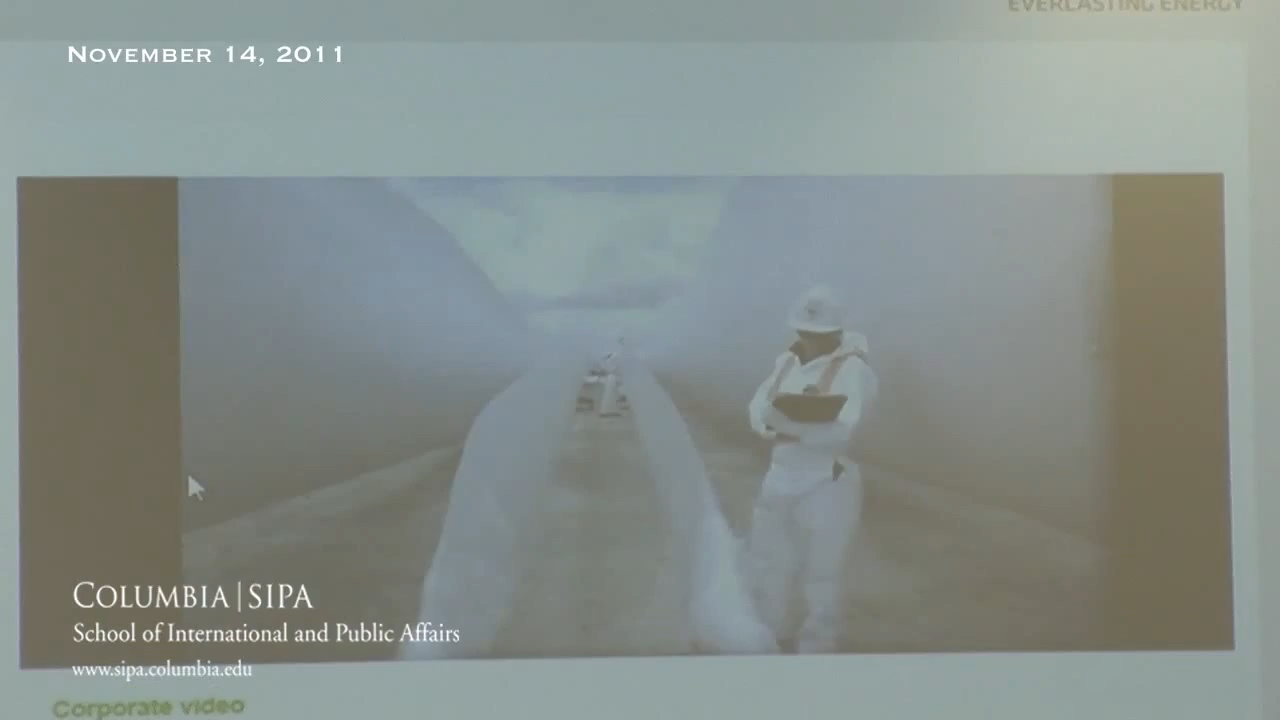 EVERLASTING ENERGY
NOVEMBER 14, 2011
COLUMBIA | SIPA
School of International and Public Affairs
www.sipa.columbia.edu
Corporate video